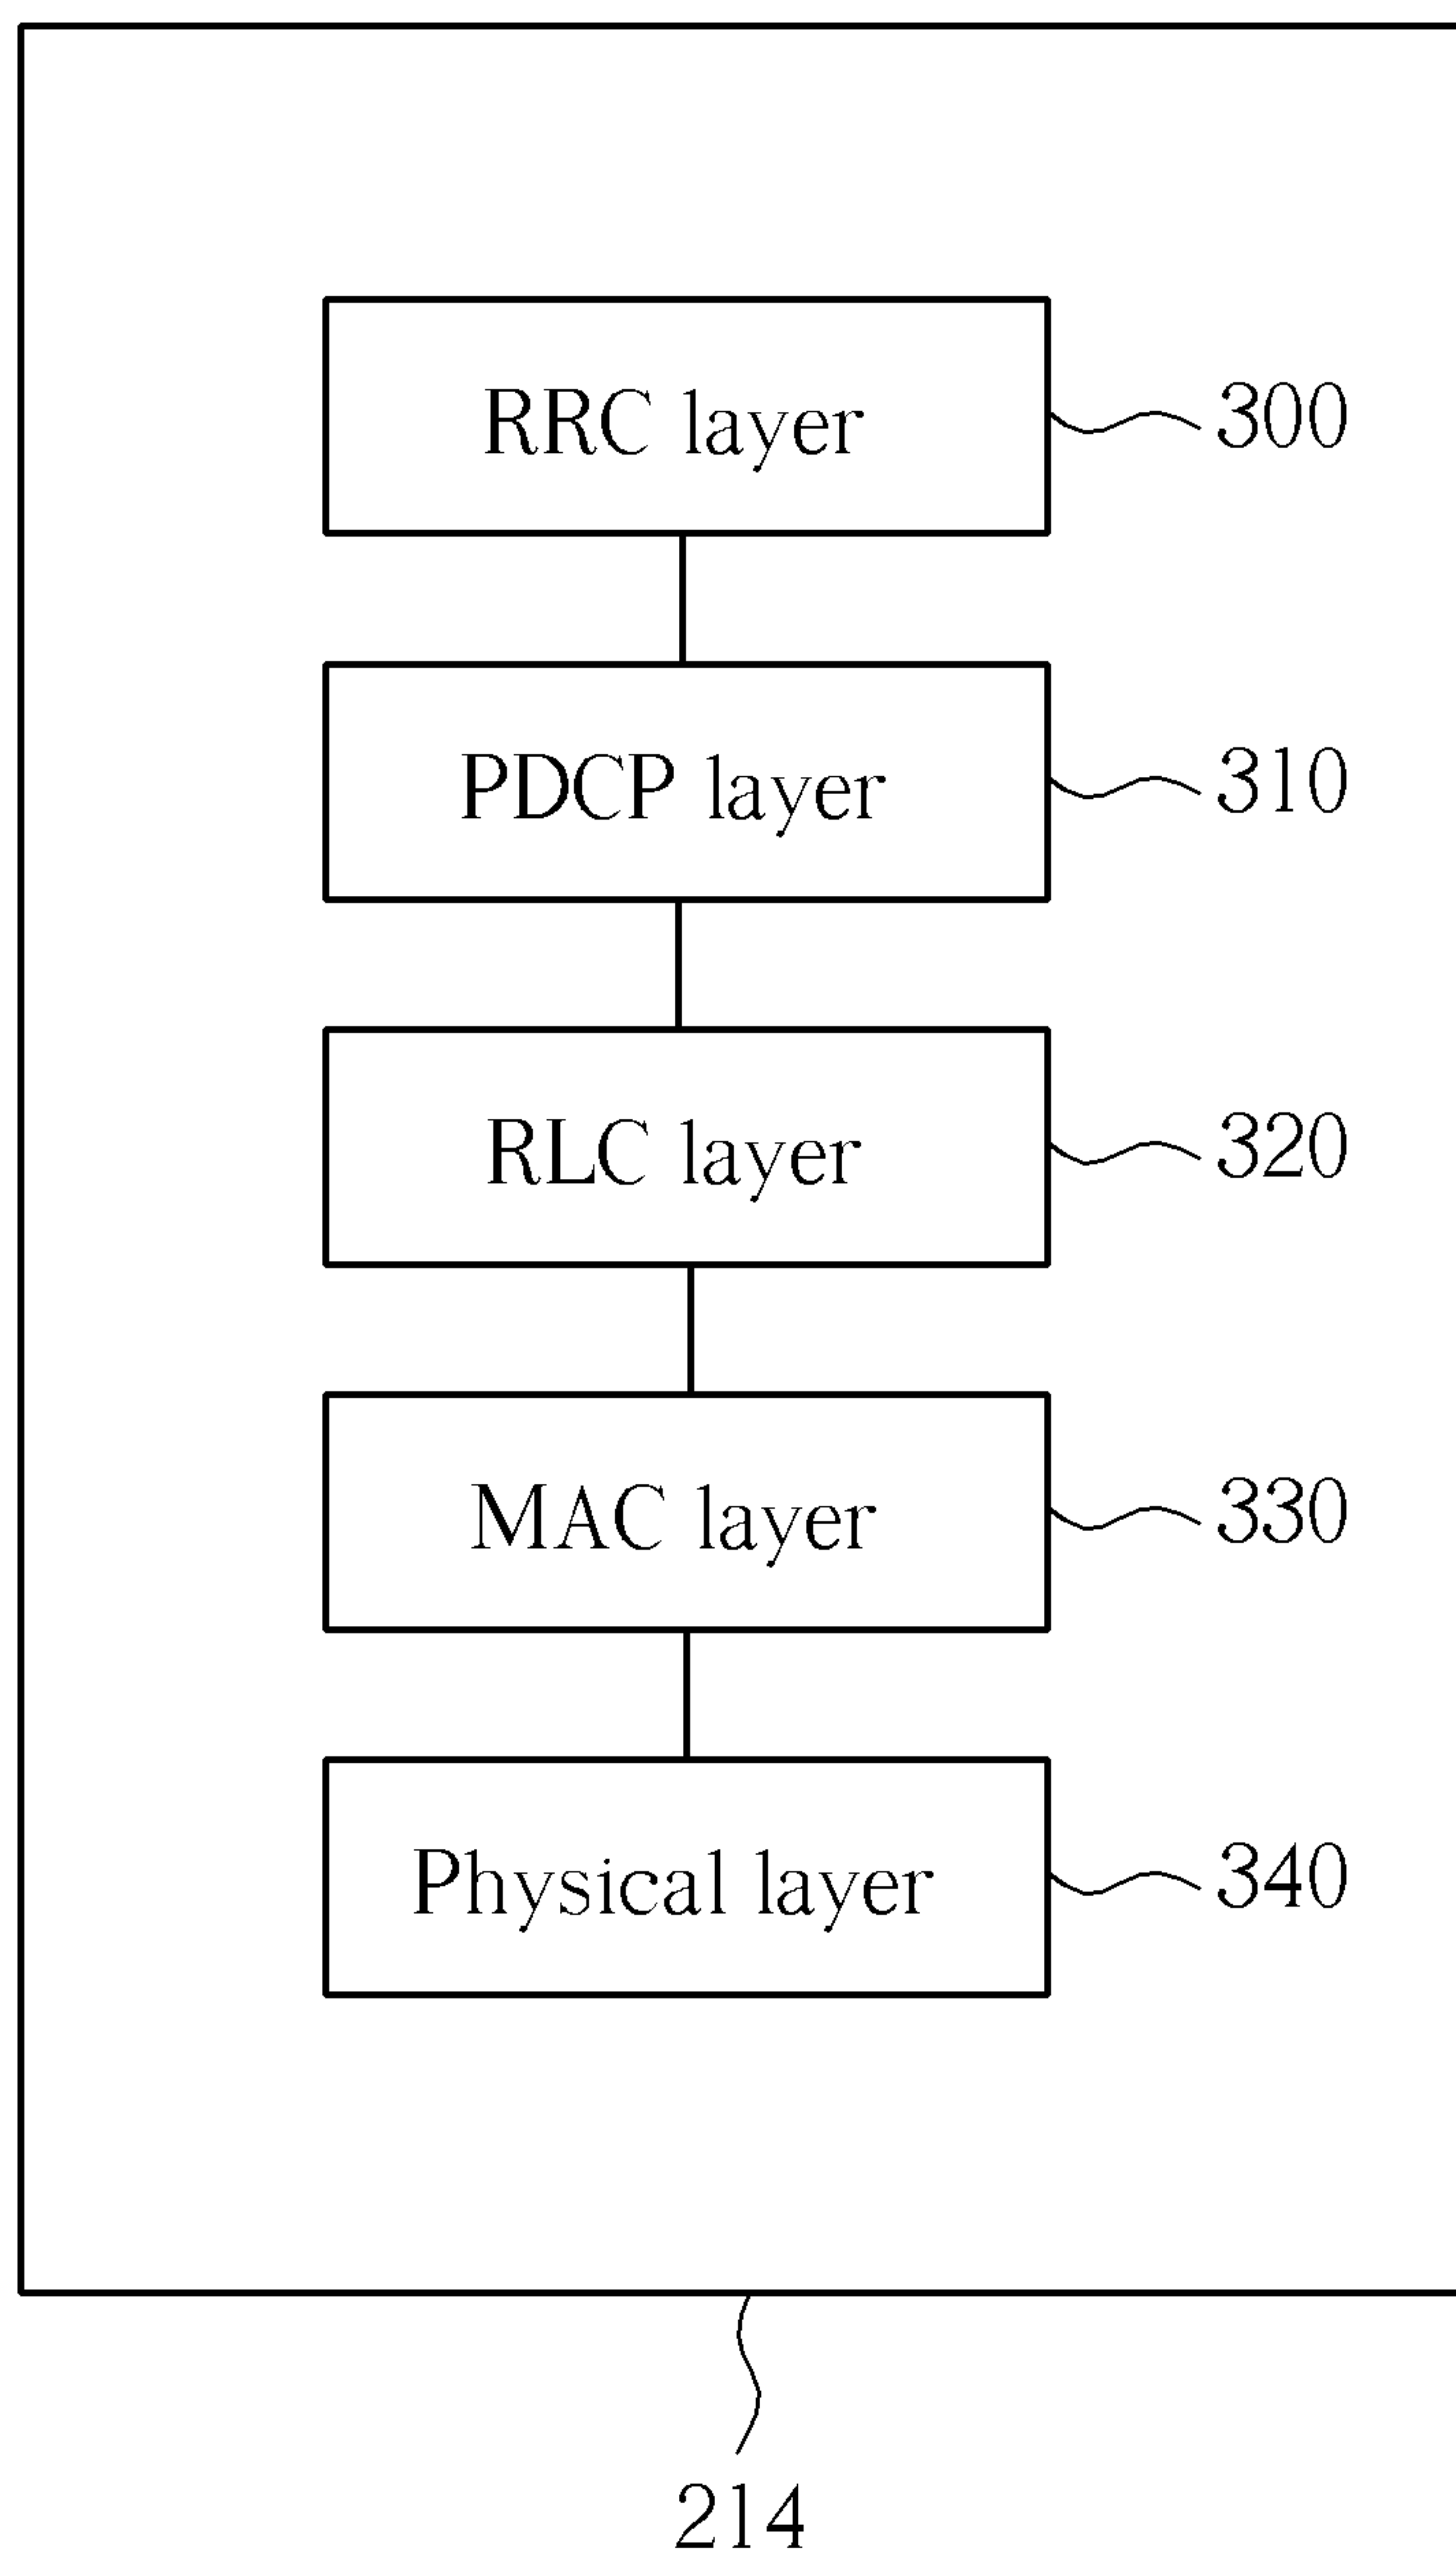 RRC layer 300
PDCP layer 310
RLC layer 320
MAC layer 330
Physical layer 340
214